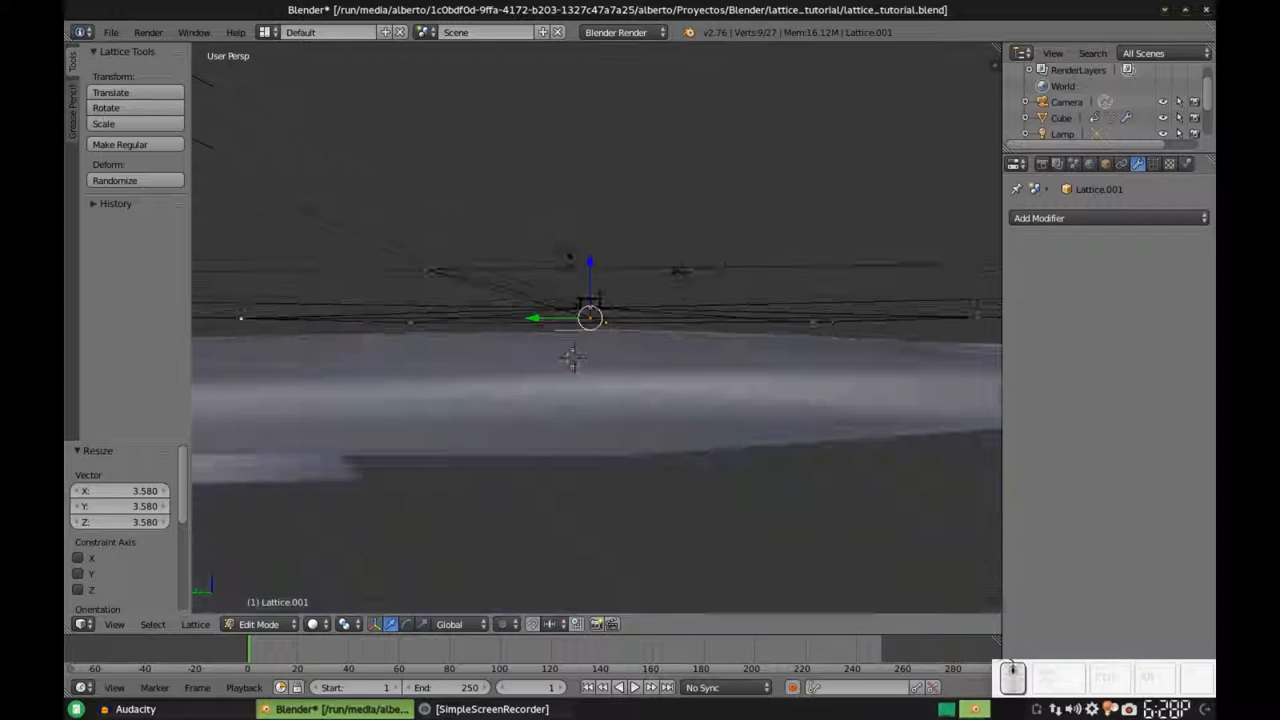 Blender* [/run/media/alberto/1c0bdf0d-9ffa-4172-b203-1327c47a7a25/alberto/Proyectos/Blender/lattice_tutorial/lattice_tutorial.blend]
File Render Window Help Default Scene Blender Render v2.76 | Verts:9/27 | Mem:16.12M | Lattice.001
Tools
Grease Pencil
Lattice Tools
Transform:
Translate
Rotate
Scale
Make Regular
Deform:
Randomize
History
User Persp
View Search All Scenes
RenderLayers
World
Camera
Cube
Lamp
Lattice.001
Add Modifier
Resize
Vector
X: 3.580
Y: 3.580
Z: 3.580
Constraint Axis
X
Y
Z
Orientation
(1) Lattice.001
View Select Lattice Edit Mode Global
-60 -40 -20 0 20 40 60 80 100 120 140 160 180 200 220 240 260 280
View Marker Frame Playback Start: 1 End: 250 1 No Sync
Ctrl
Alt
Audacity Blender* [/run/media/albe... [SimpleScreenRecorder]